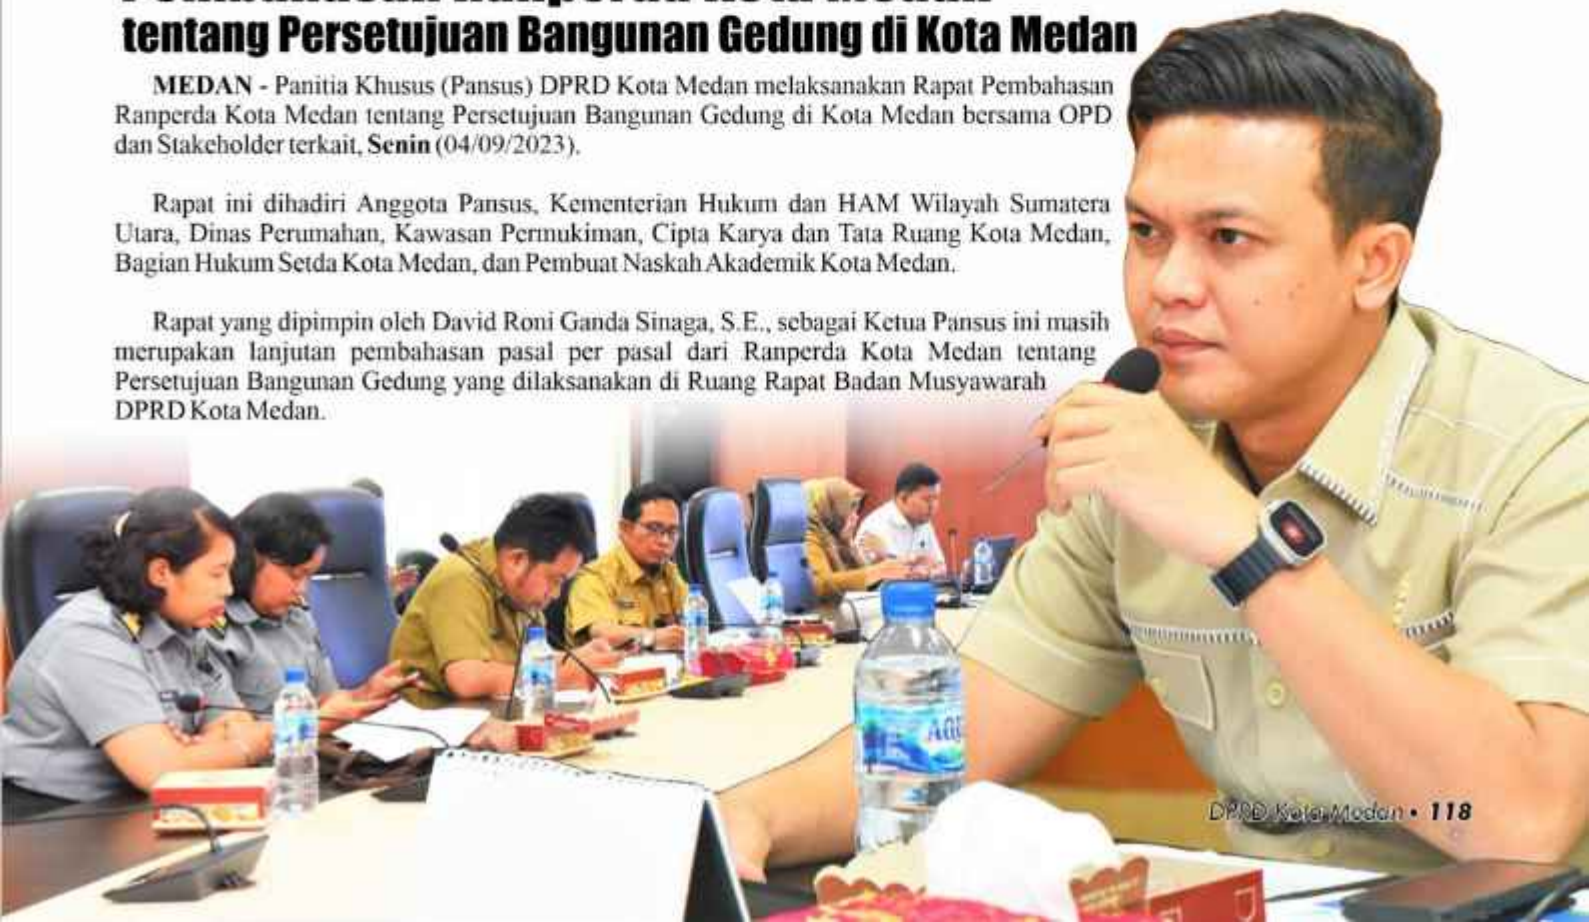 tentang Persetujuan Bangunan Gedung di Kota Medan
MEDAN - Panitia Khusus (Pansus) DPRD Kota Medan melaksanakan Rapat Pembahasan
Ranperda Kota Medan tentang Persetujuan Bangunan Gedung di Kota Medan bersama OPD
dan Stakeholder terkait, Senin (04/09/2023).
Rapat ini dihadiri Anggota Pansus, Kementerian Hukum dan HAM Wilayah Sumatera
Utara, Dinas Perumahan, Kawasan Permukiman, Cipta Karya dan Tata Ruang Kota Medan,
Bagian Hukum Setda Kota Medan, dan Pembuat Naskah Akademik Kota Medan.
Rapat yang dipimpin oleh David Roni Ganda Sinaga, S.E., sebagai Ketua Pansus ini masih
merupakan lanjutan pembahasan pasal per pasal dari Ranperda Kota Medan tentang
Persetujuan Bangunan Gedung yang dilaksanakan di Ruang Rapat Badan Musyawarah
DPRD Kota Medan.
DPRD Kota Medan • 118